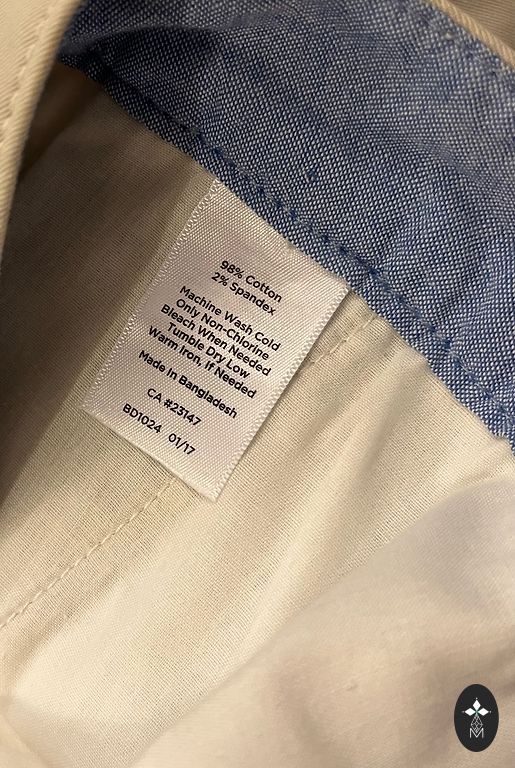 98% Cotton
2% Spandex
Machine Wash Cold
Only Non-Chlorine
Bleach When Needed
Tumble Dry Low
Warm Iron, If Needed
Made in Bangladesh
CA #23147
BD1024 01/17